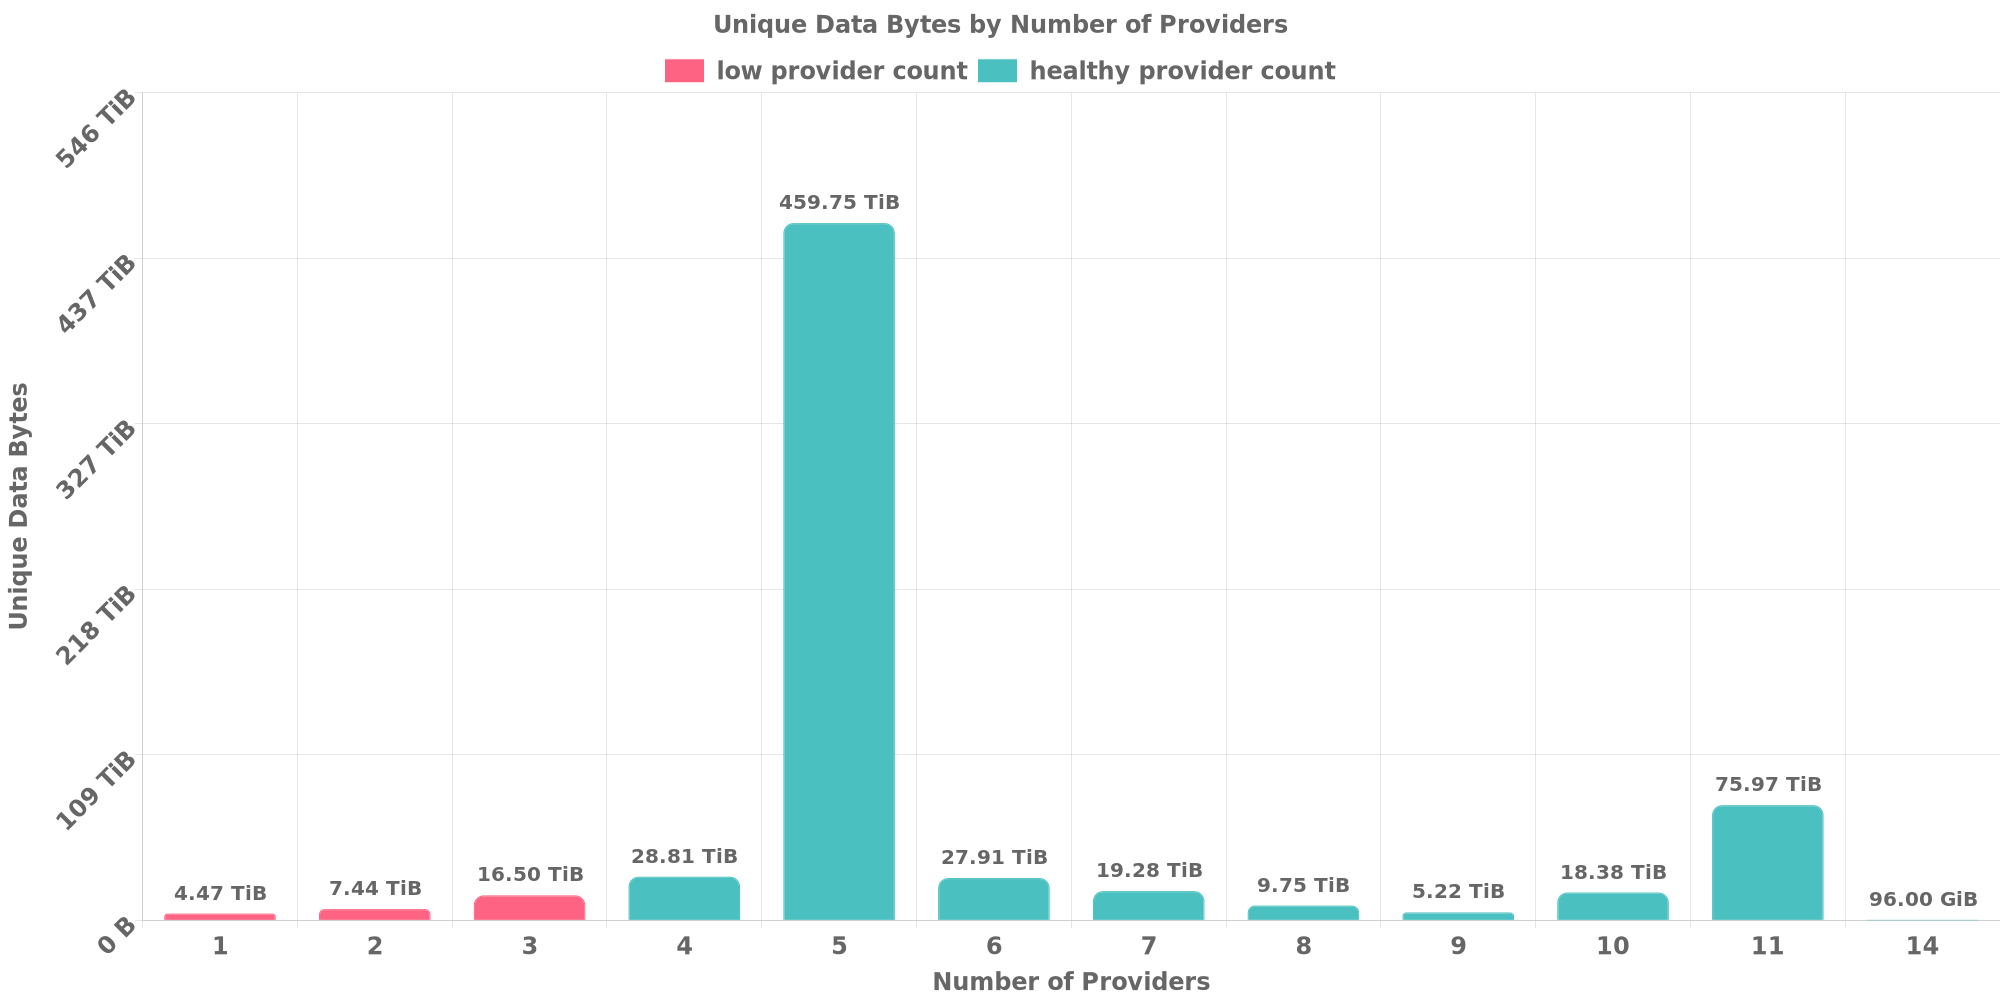 Unique Data Bytes by Number of Providers
low provider count
healthy provider count
546 TiB
437 TiB
327 TiB
218 TiB
109 TiB
0 B
Unique Data Bytes
4.47 TiB
7.44 TiB
16.50 TiB
28.81 TiB
459.75 TiB
27.91 TiB
19.28 TiB
9.75 TiB
5.22 TiB
18.38 TiB
75.97 TiB
96.00 GiB
1 2 3 4 5 6 7 8 9 10 11 14
Number of Providers